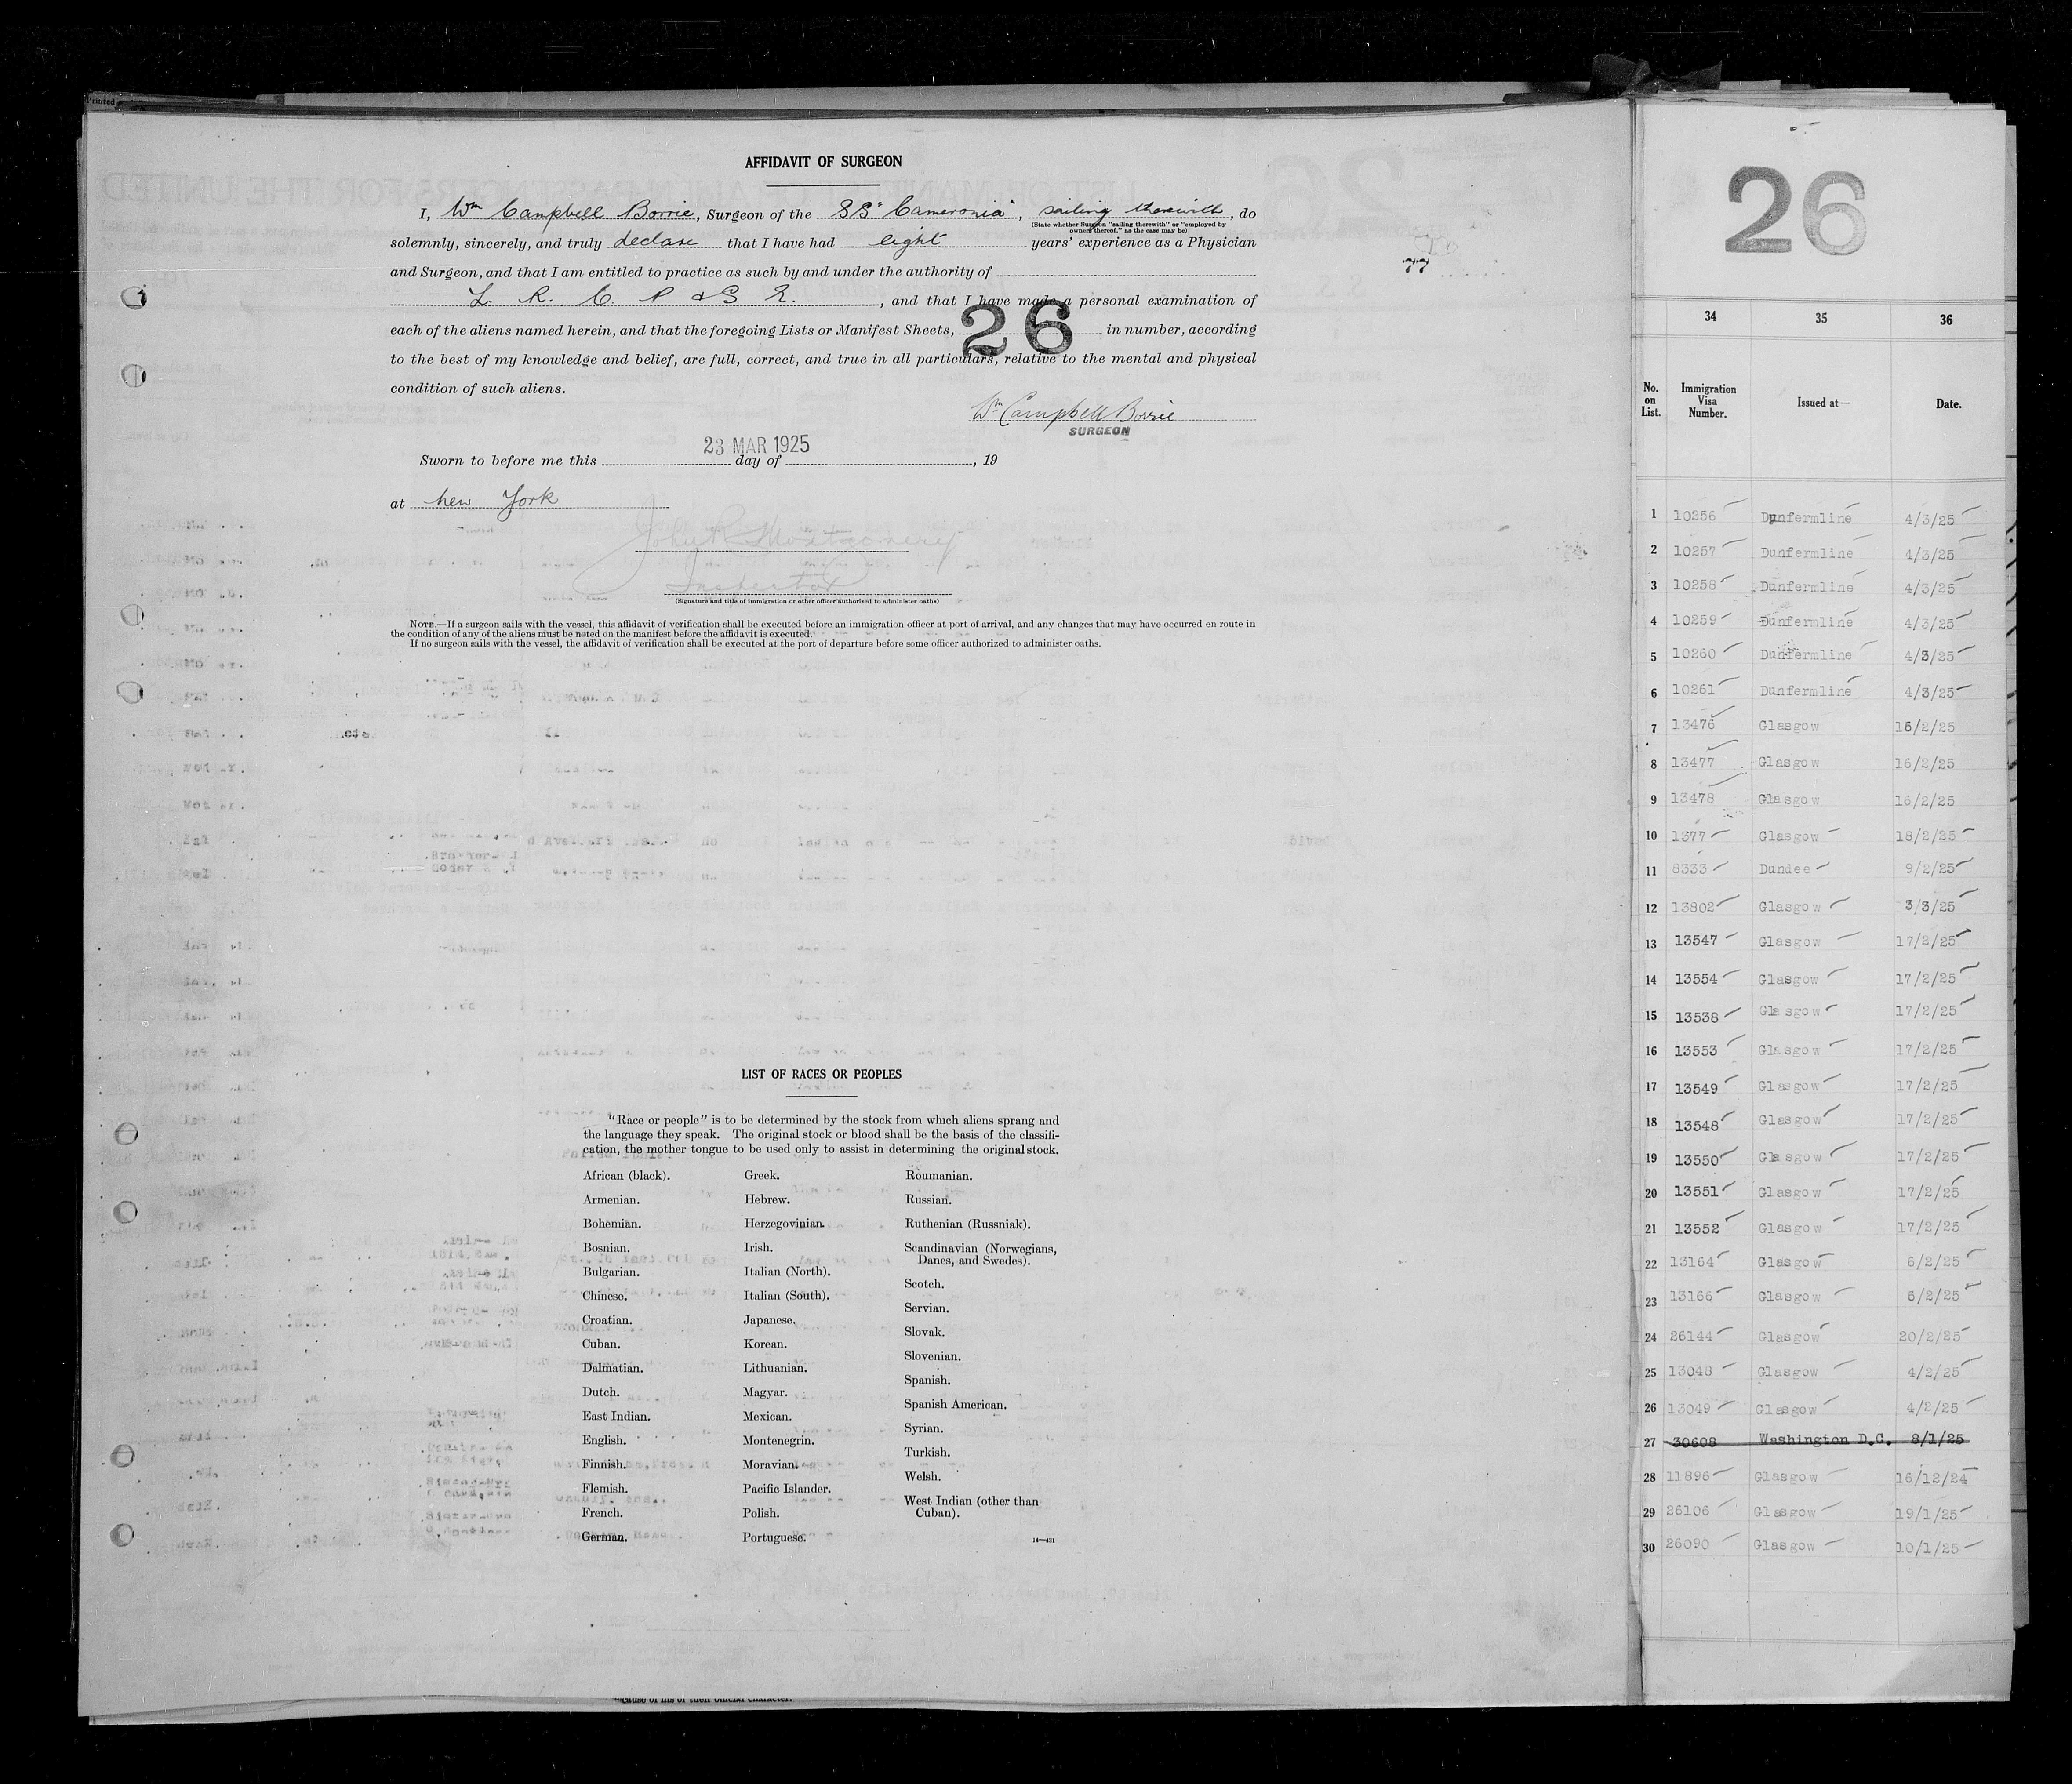 Printed
AFFIDAVIT OF SURGEON
I, Wm Campbell Borrie, Surgeon of the SS "Cameronia", sailing therewith, do
(State whether Surgeon "sailing therewith" or "employed by
owners thereof," as the case may be)
solemnly, sincerely, and truly declare that I have had eight years' experience as a Physician
and Surgeon, and that I am entitled to practice as such by and under the authority of
L. R. C. P & S E., and that I have made a personal examination of
each of the aliens named herein, and that the foregoing Lists or Manifest Sheets, 26 in number, according
to the best of my knowledge and belief, are full, correct, and true in all particulars, relative to the mental and physical
condition of such aliens.
Wm Campbell Borrie
SURGEON
23 MAR 1925
Sworn to before me this day of , 19
at New York
John R Montgomery
Inspector
(Signature and title of immigration or other officer authorized to administer oaths)
NOTE.—If a surgeon sails with the vessel, this affidavit of verification shall be executed before an immigration officer at port of arrival, and any changes that may have occurred en route in
the condition of any of the aliens must be noted on the manifest before the affidavit is executed.
If no surgeon sails with the vessel, the affidavit of verification shall be executed at the port of departure before some officer authorized to administer oaths.
77
LIST OF RACES OR PEOPLES
"Race or people" is to be determined by the stock from which aliens sprang and
the language they speak. The original stock or blood shall be the basis of the classifi-
cation, the mother tongue to be used only to assist in determining the original stock.
African (black).
Armenian.
Bohemian.
Bosnian.
Bulgarian.
Chinese.
Croatian.
Cuban.
Dalmatian.
Dutch.
East Indian.
English.
Finnish.
Flemish.
French.
German.
Greek.
Hebrew.
Herzegovinian.
Irish.
Italian (North).
Italian (South).
Japanese.
Korean.
Lithuanian.
Magyar.
Mexican.
Montenegrin.
Moravian.
Pacific Islander.
Polish.
Portuguese.
Roumanian.
Russian.
Ruthenian (Russniak).
Scandinavian (Norwegians,
Danes, and Swedes).
Scotch.
Servian.
Slovak.
Slovenian.
Spanish.
Spanish American.
Syrian.
Turkish.
Welsh.
West Indian (other than
Cuban).
14—431
26
34 35 36
No. on List. Immigration Visa Number. Issued at— Date.
1 10256 Dunfermline 4/3/25
2 10257 Dunfermline 4/3/25
3 10258 Dunfermline 4/3/25
4 10259 Dunfermline 4/3/25
5 10260 Dunfermline 4/3/25
6 10261 Dunfermline 4/3/25
7 13476 Glasgow 16/2/25
8 13477 Glasgow 16/2/25
9 13478 Glasgow 16/2/25
10 1377 Glasgow 18/2/25
11 8333 Dundee 9/2/25
12 13802 Glasgow 3/3/25
13 13547 Glasgow 17/2/25
14 13554 Glasgow 17/2/25
15 13538 Glasgow 17/2/25
16 13553 Glasgow 17/2/25
17 13549 Glasgow 17/2/25
18 13548 Glasgow 17/2/25
19 13550 Glasgow 17/2/25
20 13551 Glasgow 17/2/25
21 13552 Glasgow 17/2/25
22 13164 Glasgow 6/2/25
23 13166 Glasgow 6/2/25
24 26144 Glasgow 20/2/25
25 13048 Glasgow 4/2/25
26 13049 Glasgow 4/2/25
27 30608 Washington D.C. 8/1/25
28 11896 Glasgow 16/12/24
29 26106 Glasgow 19/1/25
30 26090 Glasgow 10/1/25